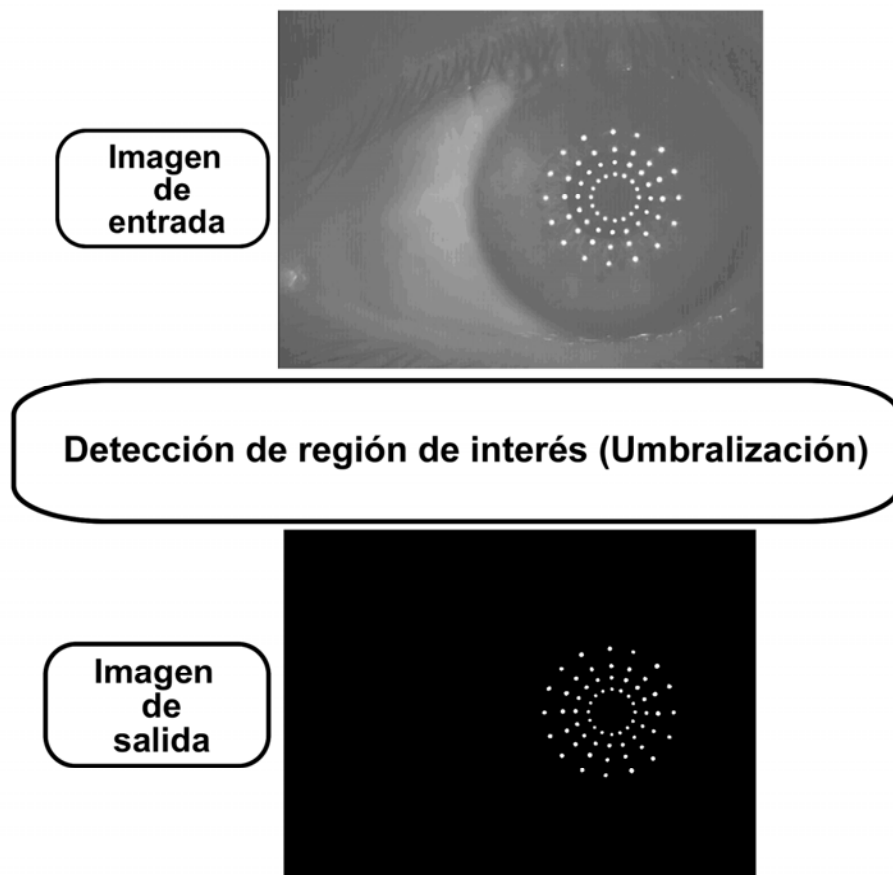 Imagen
de
entrada
Detección de región de interés (Umbralización)
Imagen
de
salida